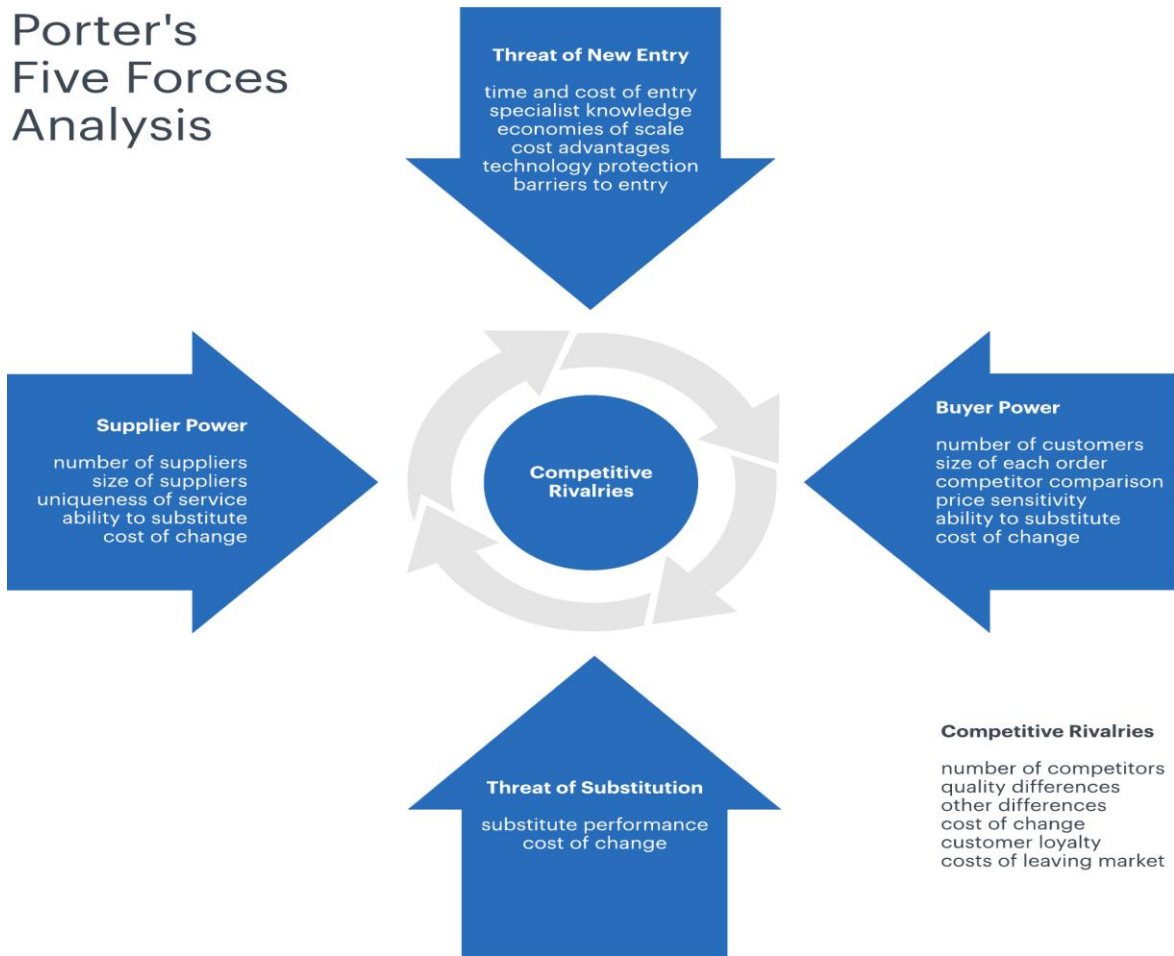 Porter's
Five Forces
Analysis
Threat of New Entry
time and cost of entry
specialist knowledge
economies of scale
cost advantages
technology protection
barriers to entry
Supplier Power
number of suppliers
size of suppliers
uniqueness of service
ability to substitute
cost of change
Competitive
Rivalries
Buyer Power
number of customers
size of each order
competitor comparison
price sensitivity
ability to substitute
cost of change
Threat of Substitution
substitute performance
cost of change
Competitive Rivalries
number of competitors
quality differences
other differences
cost of change
customer loyalty
costs of leaving market